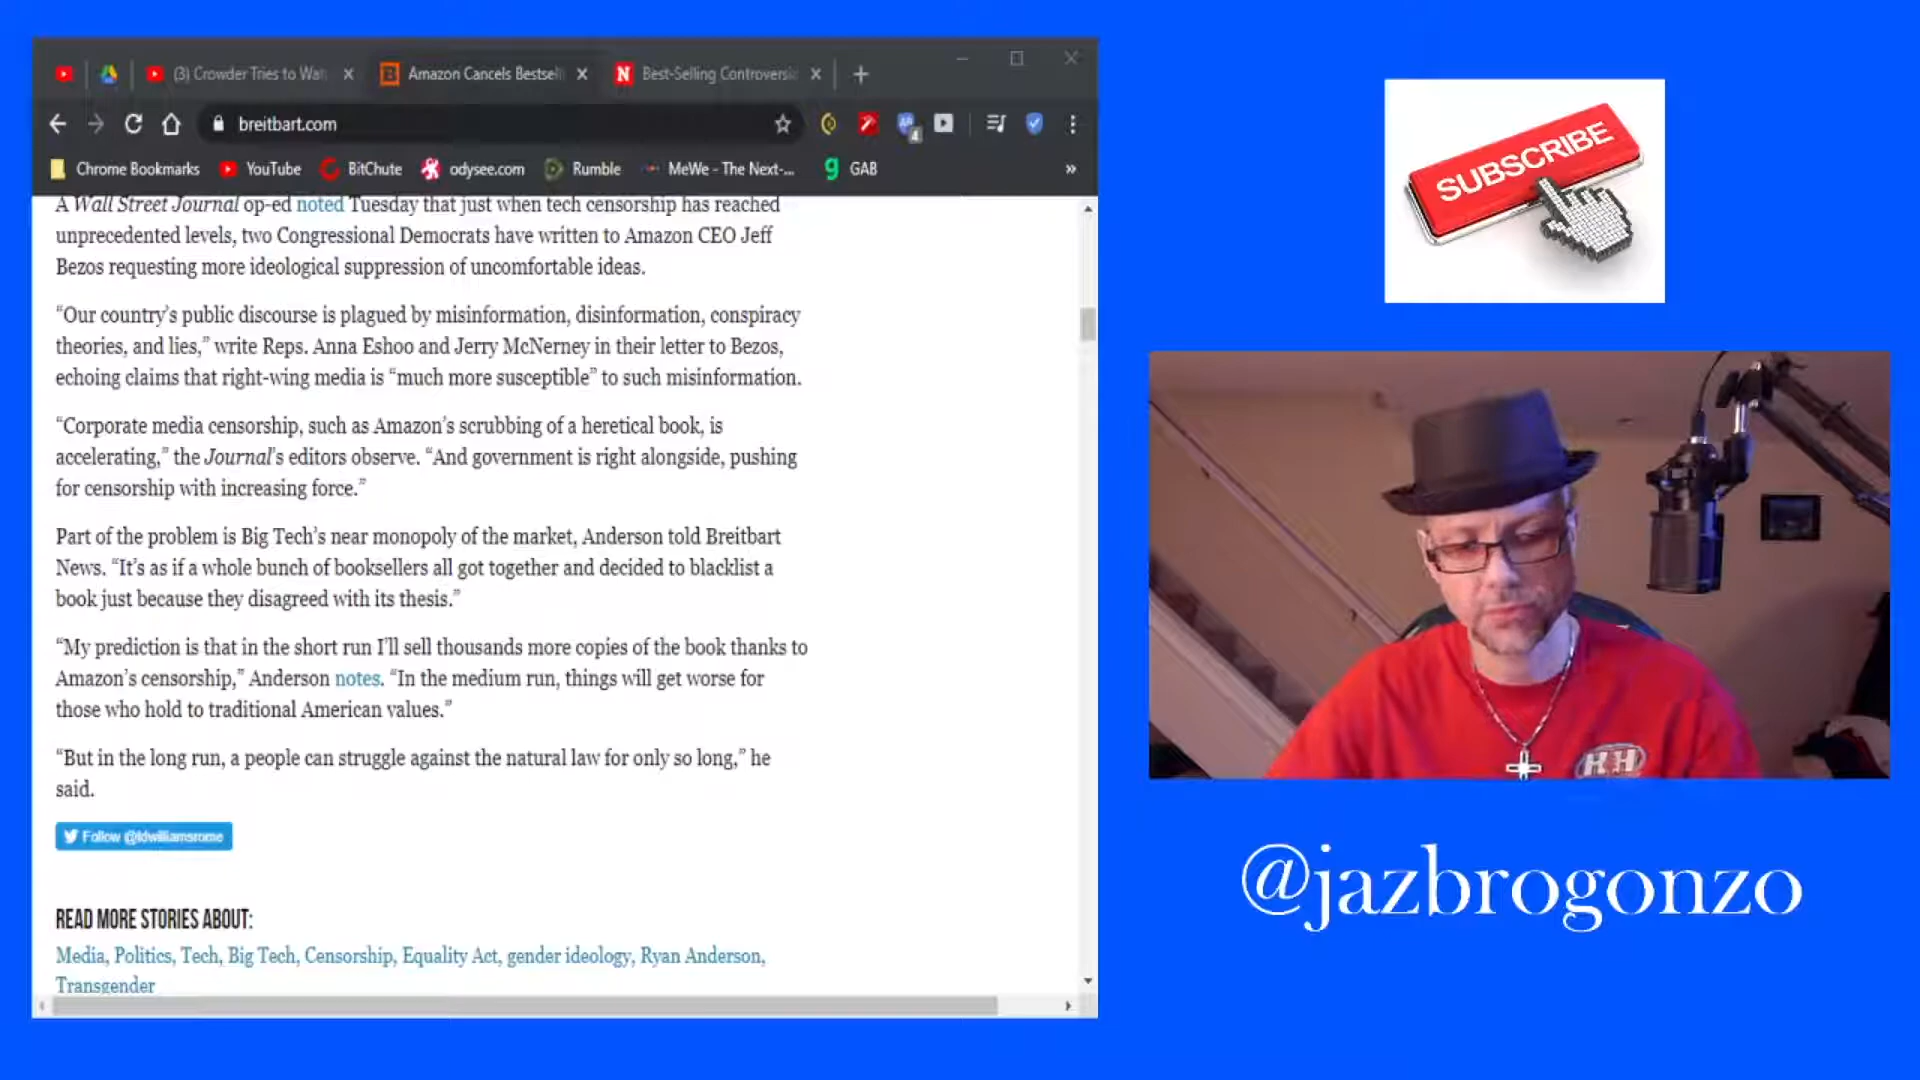 (3) Crowder Tries to Wat
Amazon Cancels Bestsell
Best-Selling Controversi
breitbart.com
4
Chrome Bookmarks
YouTube
BitChute
odysee.com
Rumble
MeWe - The Next-...
GAB
»
A Wall Street Journal op-ed noted Tuesday that just when tech censorship has reached
unprecedented levels, two Congressional Democrats have written to Amazon CEO Jeff
Bezos requesting more ideological suppression of uncomfortable ideas.
“Our country’s public discourse is plagued by misinformation, disinformation, conspiracy
theories, and lies,” write Reps. Anna Eshoo and Jerry McNerney in their letter to Bezos,
echoing claims that right-wing media is “much more susceptible” to such misinformation.
“Corporate media censorship, such as Amazon’s scrubbing of a heretical book, is
accelerating,” the Journal’s editors observe. “And government is right alongside, pushing
for censorship with increasing force.”
Part of the problem is Big Tech’s near monopoly of the market, Anderson told Breitbart
News. “It’s as if a whole bunch of booksellers all got together and decided to blacklist a
book just because they disagreed with its thesis.”
“My prediction is that in the short run I’ll sell thousands more copies of the book thanks to
Amazon’s censorship,” Anderson notes. “In the medium run, things will get worse for
those who hold to traditional American values.”
“But in the long run, a people can struggle against the natural law for only so long,” he
said.
Follow @tdwilliamsrome
READ MORE STORIES ABOUT:
Media, Politics, Tech, Big Tech, Censorship, Equality Act, gender ideology, Ryan Anderson,
Transgender
SUBSCRIBE
@jazbrogonzo